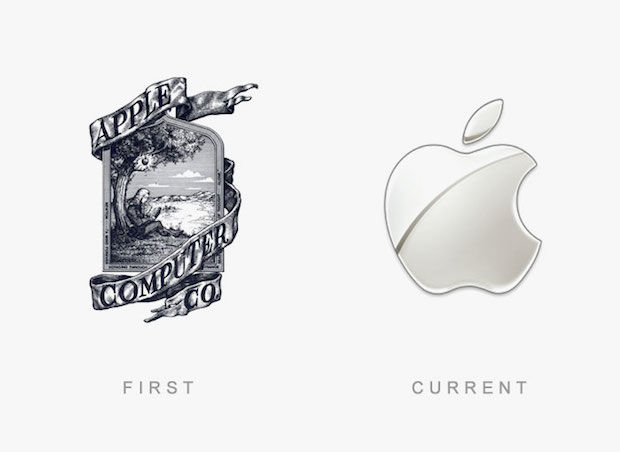 APPLE
COMPUTER
CO.
FIRST
CURRENT